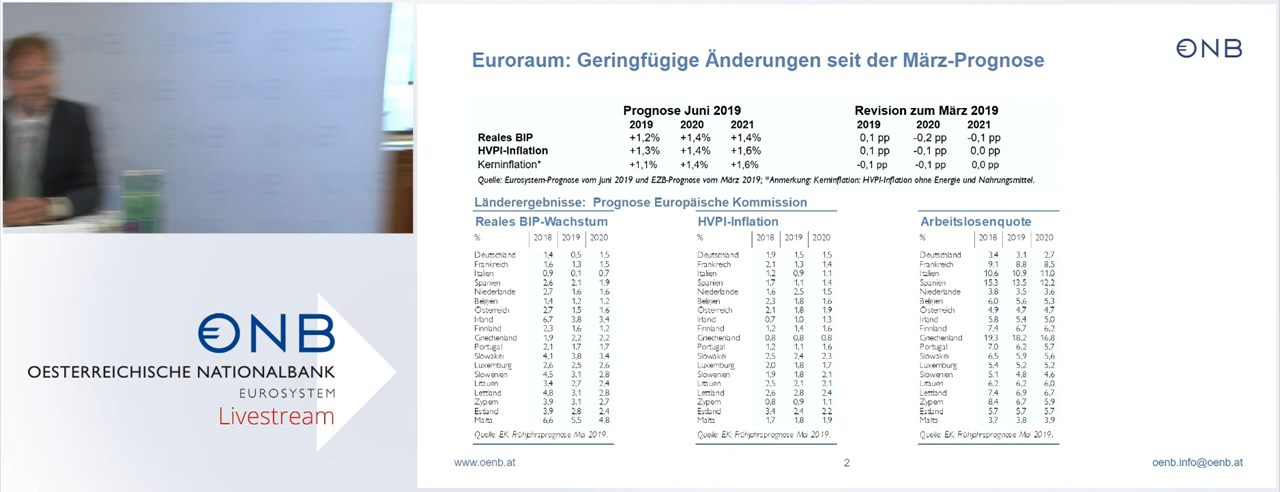 ONB
OESTERREICHISCHE NATIONALBANK
EUROSYSTEM
Livestream
ONB
Euroraum: Geringfügige Änderungen seit der März-Prognose
Prognose Juni 2019 Revision zum März 2019
2019 2020 2021 2019 2020 2021
Reales BIP +1,2% +1,4% +1,4% 0,1 pp -0,2 pp -0,1 pp
HVPI-Inflation +1,3% +1,4% +1,6% 0,1 pp -0,1 pp 0,0 pp
Kerninflation* +1,1% +1,4% +1,6% -0,1 pp -0,1 pp 0,0 pp
Quelle: Eurosystem-Prognose vom Juni 2019 und EZB-Prognose vom März 2019; *Anmerkung: Kerninflation: HVPI-Inflation ohne Energie und Nahrungsmittel.
Länderergebnisse: Prognose Europäische Kommission
Reales BIP-Wachstum
% 2018 2019 2020
Deutschland 1,4 0,5 1,5
Frankreich 1,6 1,3 1,5
Italien 0,9 0,1 0,7
Spanien 2,6 2,1 1,9
Niederlande 2,7 1,6 1,6
Belgien 1,4 1,2 1,2
Österreich 2,7 1,5 1,6
Irland 6,7 3,8 3,4
Finnland 2,3 1,6 1,2
Griechenland 1,9 2,2 2,2
Portugal 2,1 1,7 1,7
Slowakei 4,1 3,8 3,4
Luxemburg 2,6 2,5 2,6
Slowenien 4,5 3,1 2,8
Litauen 3,4 2,7 2,4
Lettland 4,8 3,1 2,8
Zypern 3,9 3,1 2,7
Estland 3,9 2,8 2,4
Malta 6,6 5,5 4,8
Quelle: EK, Frühjahrsprognose Mai 2019.
HVPI-Inflation
% 2018 2019 2020
Deutschland 1,9 1,5 1,5
Frankreich 2,1 1,3 1,4
Italien 1,2 0,9 1,1
Spanien 1,7 1,1 1,4
Niederlande 1,6 2,5 1,5
Belgien 2,3 1,8 1,6
Österreich 2,1 1,8 1,9
Irland 0,7 1,0 1,3
Finnland 1,2 1,4 1,6
Griechenland 0,8 0,8 0,8
Portugal 1,2 1,1 1,6
Slowakei 2,5 2,4 2,3
Luxemburg 2,0 1,8 1,7
Slowenien 1,9 1,8 2,1
Litauen 2,5 2,1 2,1
Lettland 2,6 2,8 2,4
Zypern 0,8 0,9 1,1
Estland 3,4 2,4 2,2
Malta 1,7 1,8 1,9
Quelle: EK, Frühjahrsprognose Mai 2019.
Arbeitslosenquote
% 2018 2019 2020
Deutschland 3,4 3,1 2,7
Frankreich 9,1 8,8 8,5
Italien 10,6 10,9 11,0
Spanien 15,3 13,5 12,2
Niederlande 3,8 3,5 3,6
Belgien 6,0 5,6 5,3
Österreich 4,9 4,7 4,7
Irland 5,8 5,4 5,0
Finnland 7,4 6,7 6,2
Griechenland 19,3 18,2 16,8
Portugal 7,0 6,2 5,7
Slowakei 6,5 5,9 5,6
Luxemburg 5,4 5,2 5,2
Slowenien 5,1 4,8 4,6
Litauen 6,2 6,2 6,0
Lettland 7,4 6,9 6,7
Zypern 8,4 6,7 5,9
Estland 5,7 5,7 5,7
Malta 3,7 3,8 3,9
Quelle: EK, Frühjahrsprognose Mai 2019.
www.oenb.at 2 oenb.info@oenb.at